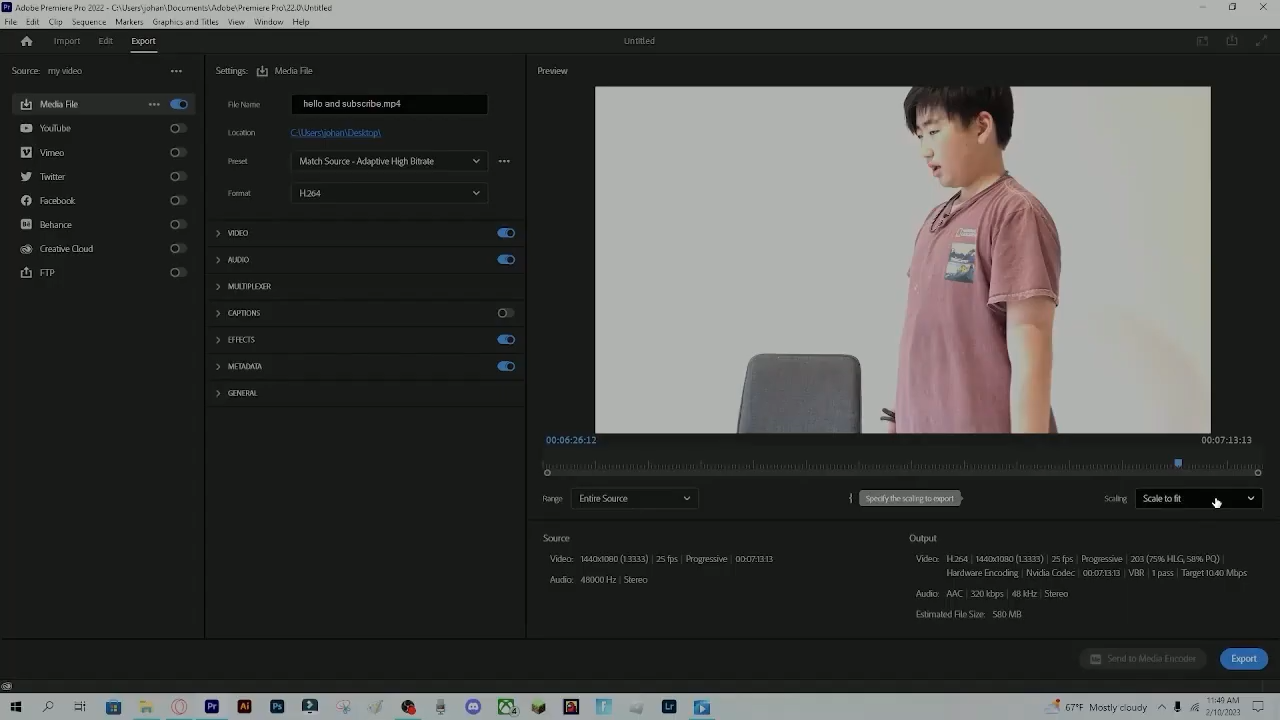 Adobe Premiere Pro 2022 - C:\Users\johan\Documents\Adobe\Premiere Pro\22.0\Untitled
File Edit Clip Sequence Markers Graphics and Titles View Window Help
Import Edit Export Untitled
Source: my video
Media File
YouTube
Vimeo
Twitter
Facebook
Behance
Creative Cloud
FTP
Settings: Media File
File Name hello and subscribe.mp4
Location C:\Users\johan\Desktop\
Preset Match Source - Adaptive High Bitrate
Format H.264
VIDEO
AUDIO
MULTIPLEXER
CAPTIONS
EFFECTS
METADATA
GENERAL
Preview
00:06:26:12 00:07:13:13
Range Entire Source Specify the scaling to export Scaling Scale to fit
Source
Video: 1440x1080 (1.3333) | 25 fps | Progressive | 00:07:13:13
Audio: 48000 Hz | Stereo
Output
Video: H.264 | 1440x1080 (1.3333) | 25 fps | Progressive | 203 (75% HLG, 58% PQ) |
Hardware Encoding | Nvidia Codec | 00:07:13:13 | VBR | 1 pass | Target 10.40 Mbps
Audio: AAC | 320 kbps | 48 kHz | Stereo
Estimated File Size: 580 MB
Send to Media Encoder Export
67°F Mostly cloudy 11:49 AM
2/10/2023